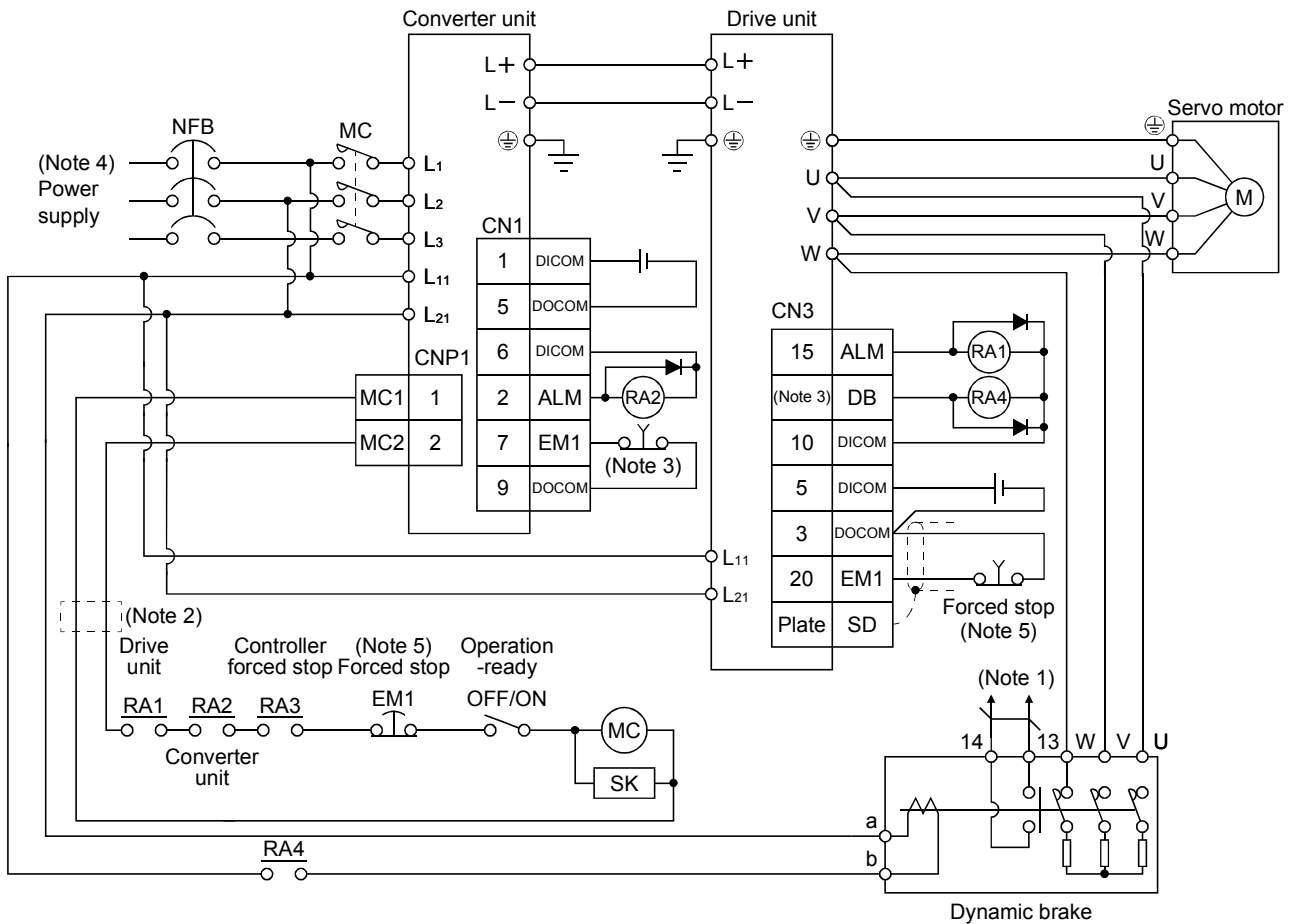 Converter unit
Drive unit
L+
L−
L+
L−
Servo motor
NFB
MC
(Note 4)
Power
supply
L1
L2
L3
L11
L21
U
V
W
U
V
W
M
CN1
1 DICOM
5 DOCOM
6 DICOM
2 ALM
7 EM1
9 DOCOM
RA2
(Note 3)
CNP1
MC1 1
MC2 2
CN3
15 ALM
(Note 3) DB
10 DICOM
5 DICOM
3 DOCOM
20 EM1
Plate SD
RA1
RA4
L11
L21
Forced stop
(Note 5)
(Note 2)
Drive
unit
Controller
forced stop
(Note 5)
Forced stop
Operation
-ready
RA1
RA2
RA3
EM1
OFF/ON
Converter
unit
MC
SK
(Note 1)
14
13
W
V
U
a
b
RA4
Dynamic brake